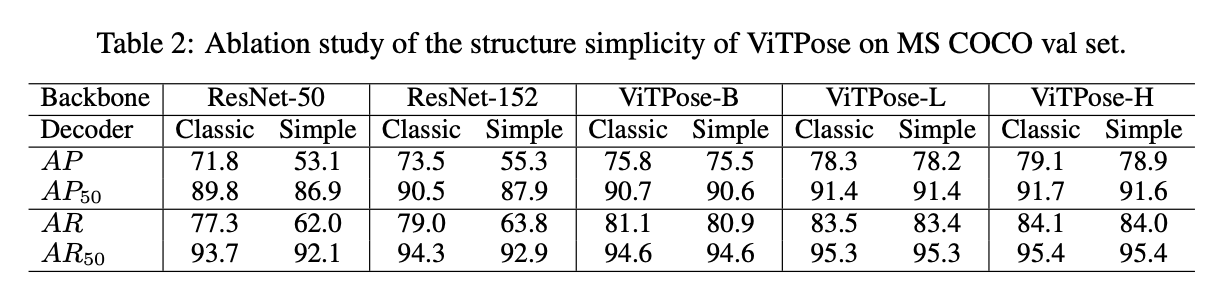 Table 2: Ablation study of the structure simplicity of ViTPose on MS COCO val set.
Backbone ResNet-50 ResNet-152 ViTPose-B ViTPose-L ViTPose-H
Decoder Classic Simple Classic Simple Classic Simple Classic Simple Classic Simple
AP 71.8 53.1 73.5 55.3 75.8 75.5 78.3 78.2 79.1 78.9
AP50 89.8 86.9 90.5 87.9 90.7 90.6 91.4 91.4 91.7 91.6
AR 77.3 62.0 79.0 63.8 81.1 80.9 83.5 83.4 84.1 84.0
AR50 93.7 92.1 94.3 92.9 94.6 94.6 95.3 95.3 95.4 95.4